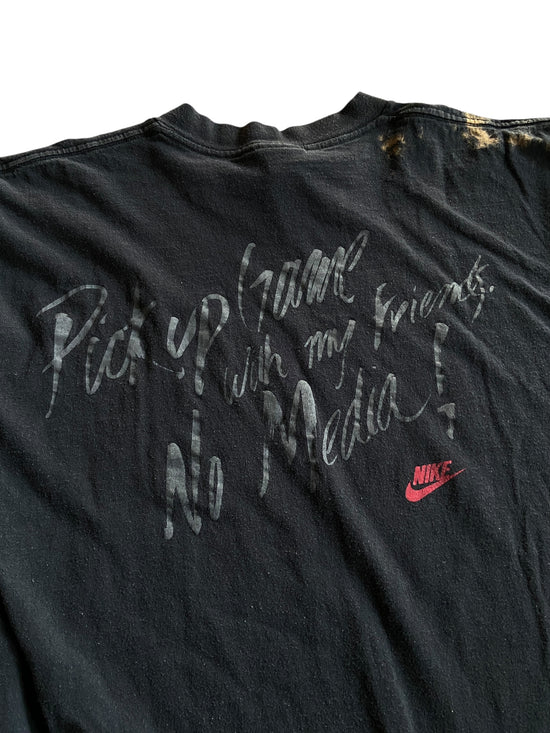 Pick up Game
with my Friends.
No Media!
NIKE